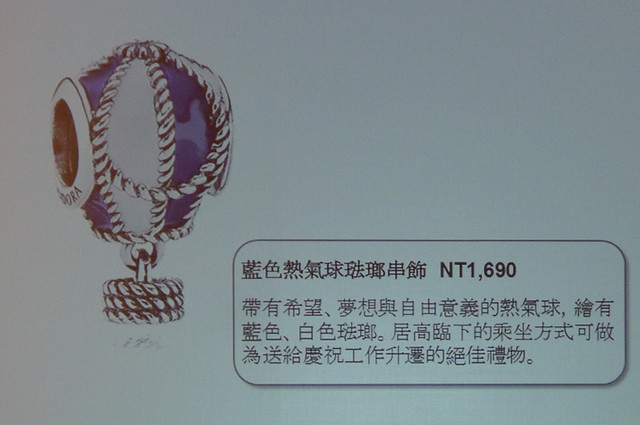 藍色熱氣球琺瑯串飾 NT1,690
帶有希望、夢想與自由意義的熱氣球, 繪有
藍色、白色琺瑯。居高臨下的乘坐方式可做
為送給慶祝工作升遷的絕佳禮物。